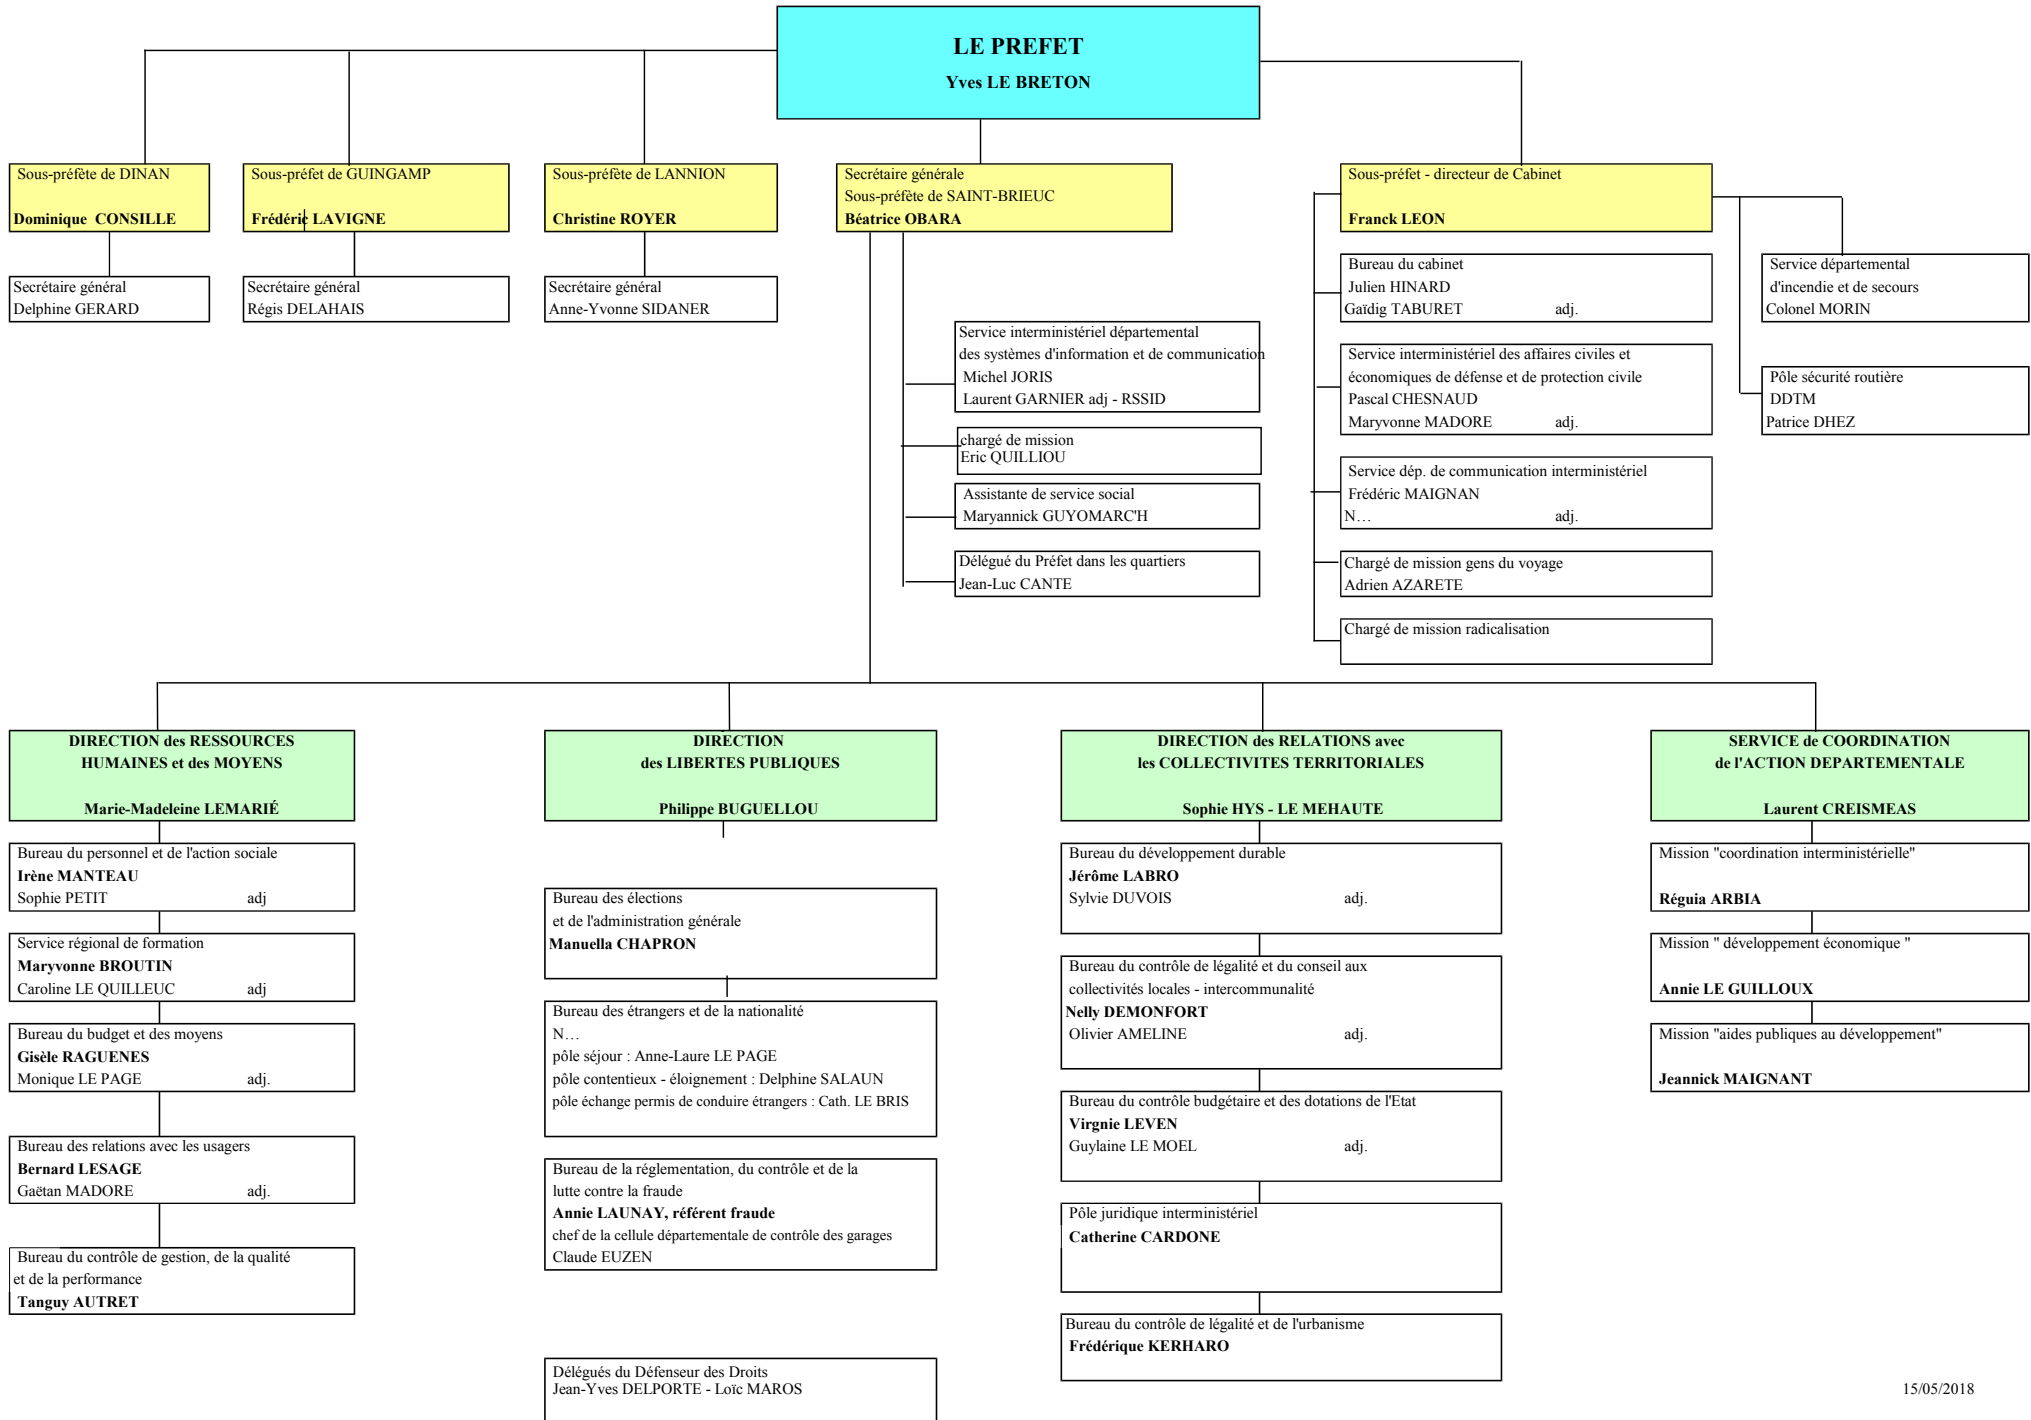 LE PREFET
Yves LE BRETON
Sous-préfète de DINAN
Dominique  CONSILLE
Sous-préfet de GUINGAMP
Frédéric LAVIGNE
Sous-préfète de LANNION
Christine ROYER
Secrétaire générale
Sous-préfète de SAINT-BRIEUC
Béatrice OBARA
Sous-préfet - directeur de Cabinet
Franck LEON
Secrétaire général
Delphine GERARD
Secrétaire général
Régis DELAHAIS
Secrétaire général
Anne-Yvonne SIDANER
Service interministériel départemental
des systèmes d'information et de communication
Michel JORIS
Laurent GARNIER adj - RSSID
chargé de mission
Eric QUILLIOU
Assistante de service social
Maryannick GUYOMARC'H
Délégué du Préfet dans les quartiers
Jean-Luc CANTE
Bureau du cabinet
Julien HINARD
Gaïdig TABURET adj.
Service interministériel des affaires civiles et
économiques de défense et de protection civile
Pascal CHESNAUD
Maryvonne MADORE adj.
Service dép. de communication interministériel
Frédéric MAIGNAN
N… adj.
Chargé de mission gens du voyage
Adrien AZARETE
Chargé de mission radicalisation
Service départemental
d'incendie et de secours
Colonel MORIN
Pôle sécurité routière
DDTM
Patrice DHEZ
DIRECTION des RESSOURCES
HUMAINES et des MOYENS
Marie-Madeleine LEMARIÉ
Bureau du personnel et de l'action sociale
Irène MANTEAU
Sophie PETIT adj
Service régional de formation
Maryvonne BROUTIN
Caroline LE QUILLEUC adj
Bureau du budget et des moyens
Gisèle RAGUENES
Monique LE PAGE adj.
Bureau des relations avec les usagers
Bernard LESAGE
Gaëtan MADORE adj.
Bureau du contrôle de gestion, de la qualité
et de la performance
Tanguy AUTRET
DIRECTION
des LIBERTES PUBLIQUES
Philippe BUGUELLOU
Bureau des élections
et de l'administration générale
Manuella CHAPRON
Bureau des étrangers et de la nationalité
N…
pôle séjour : Anne-Laure LE PAGE
pôle contentieux - éloignement : Delphine SALAUN
pôle échange permis de conduire étrangers : Cath. LE BRIS
Bureau de la réglementation, du contrôle et de la
lutte contre la fraude
Annie LAUNAY, référent fraude
chef de la cellule départementale de contrôle des garages
Claude EUZEN
Délégués du Défenseur des Droits
Jean-Yves DELPORTE - Loïc MAROS
DIRECTION des RELATIONS avec
les COLLECTIVITES TERRITORIALES
Sophie HYS - LE MEHAUTE
Bureau du développement durable
Jérôme LABRO
Sylvie DUVOIS adj.
Bureau du contrôle de légalité et du conseil aux
collectivités locales - intercommunalité
Nelly DEMONFORT
Olivier AMELINE adj.
Bureau du contrôle budgétaire et des dotations de l'Etat
Virgnie LEVEN
Guylaine LE MOEL adj.
Pôle juridique interministériel
Catherine CARDONE
Bureau du contrôle de légalité et de l'urbanisme
Frédérique KERHARO
SERVICE de COORDINATION
de l'ACTION DEPARTEMENTALE
Laurent CREISMEAS
Mission "coordination interministérielle"
Réguia ARBIA
Mission " développement économique "
Annie LE GUILLOUX
Mission "aides publiques au développement"
Jeannick MAIGNANT
15/05/2018